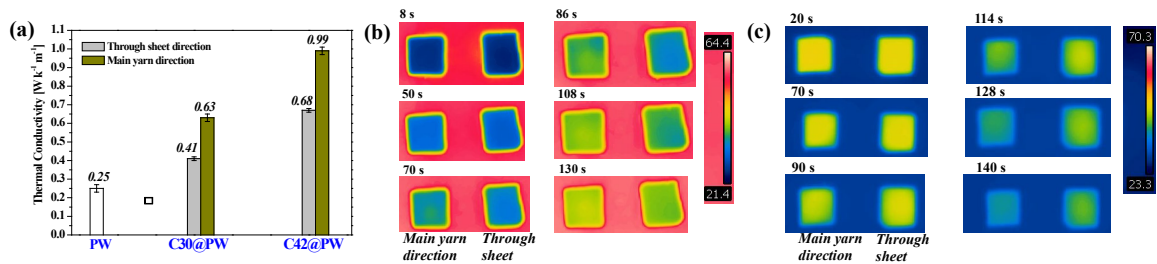 (a)
Thermal Conductivity [W k⁻¹ m⁻¹]
1.1
1.0
0.9
0.8
0.7
0.6
0.5
0.4
0.3
0.2
0.1
0.0
Through sheet direction
Main yarn direction
0.25
0.41
0.63
0.68
0.99
PW
C30@PW
C42@PW
(b)
8 s
86 s
50 s
108 s
70 s
130 s
Main yarn direction
Through sheet
64.4
21.4
(c)
20 s
114 s
70 s
128 s
90 s
140 s
Main yarn direction
Through sheet
70.3
23.3